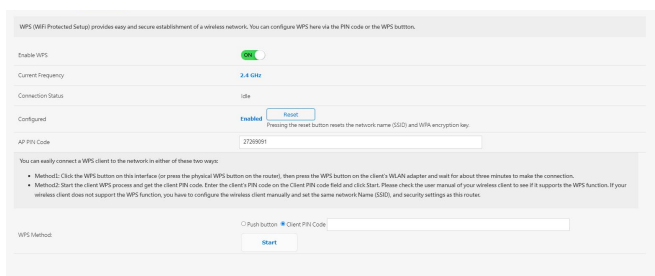 WPS (WiFi Protected Setup) provides easy and secure establishment of a wireless network. You can configure WPS here via the PIN code or the WPS buttton.
Enable WPS
ON
Current Frequency
2.4 GHz
Connection Status
Idle
Configured
Enabled
Reset
Pressing the reset button resets the network name (SSID) and WPA encryption key.
AP PIN Code
27269091
You can easily connect a WPS client to the network in either of these two ways:
• Method1: Click the WPS button on this interface (or press the physical WPS button on the router), then press the WPS button on the client's WLAN adapter and wait for about three minutes to make the connection.
• Method2: Start the client WPS process and get the client PIN code. Enter the client's PIN code on the Client PIN code field and click Start. Please check the user manual of your wireless client to see if it supports the WPS function. If your
wireless client does not support the WPS function, you have to configure the wireless client manually and set the same network Name (SSID), and security settings as this router.
WPS Method:
Push button Client PIN Code
Start